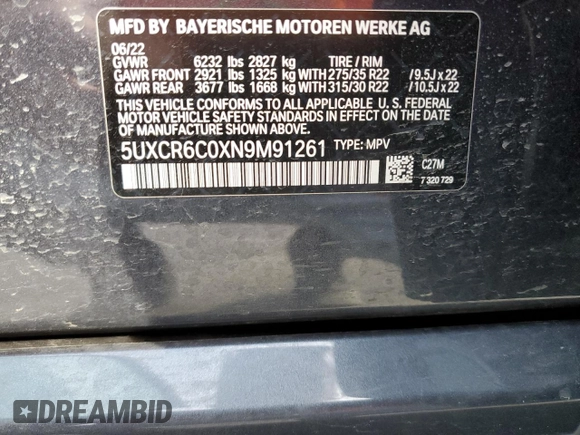 MFD BY BAYERISCHE MOTOREN WERKE AG
06/22
GVWR 6232 lbs 2827 kg TIRE / RIM
GAWR FRONT 2921 lbs 1325 kg WITH 275/35 R22 /9.5J x 22
GAWR REAR 3677 lbs 1668 kg WITH 315/30 R22 /10.5J x 22
THIS VEHICLE CONFORMS TO ALL APPLICABLE U. S. FEDERAL
MOTOR VEHICLE SAFETY STANDARDS IN EFFECT ON THE
DATE OF MANUFACTURE SHOWN ABOVE.
5UXCR6C0XN9M91261 TYPE: MPV
C27M
7 320 729
DREAMBID